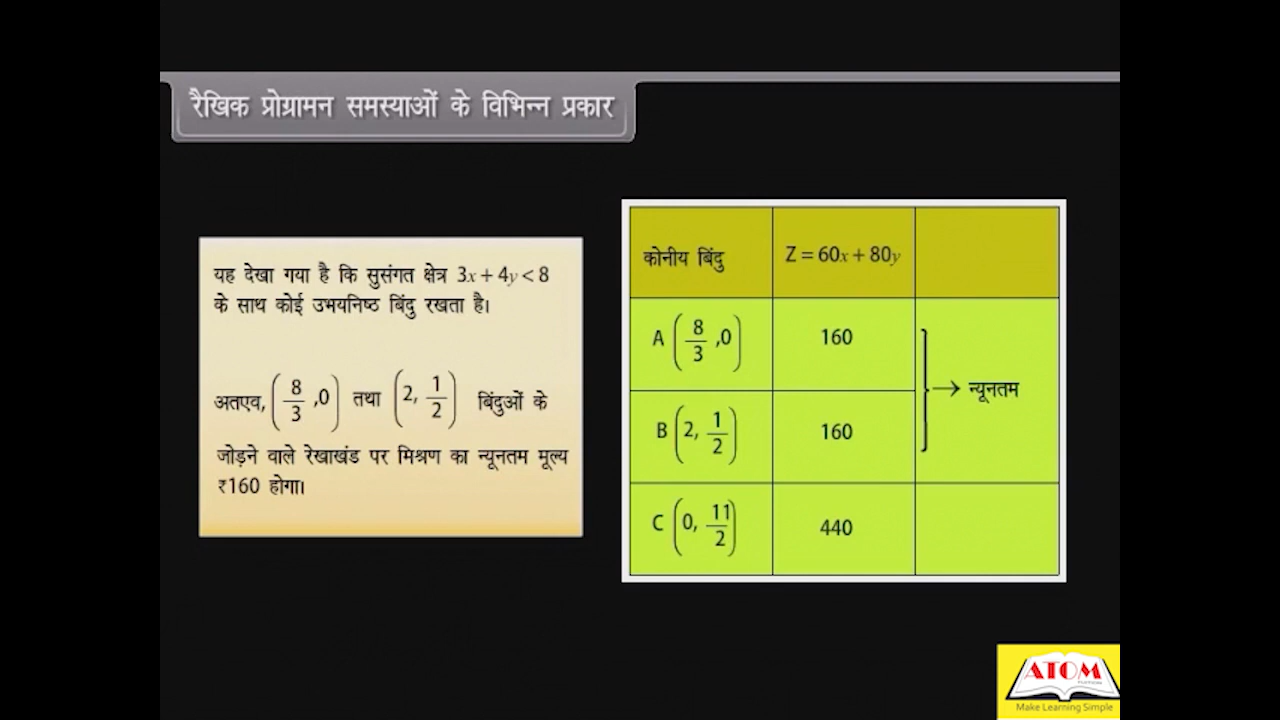 रैखिक प्रोग्रामन समस्याओं के विभिन्न प्रकार
यह देखा गया है कि सुसंगत क्षेत्र 3x + 4y < 8
के साथ कोई उभयनिष्ठ बिंदु रखता है।
अतएव, (8/3 ,0) तथा (2, 1/2) बिंदुओं के
जोड़ने वाले रेखाखंड पर मिश्रण का न्यूनतम मूल्य
₹160 होगा।
कोनीय बिंदु Z = 60x + 80y
A (8/3 ,0) 160
→ न्यूनतम
B (2, 1/2) 160
C (0, 11/2) 440
ATOM
Make Learning Simple